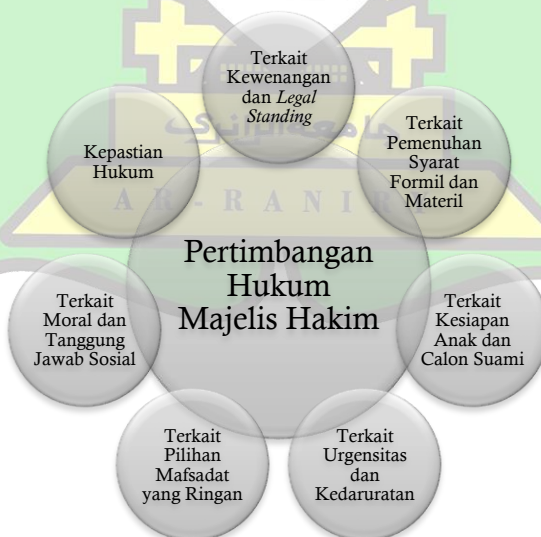 Terkait
Kewenangan
dan Legal
Standing
Terkait
Pemenuhan
Syarat
Formil dan
Materil
Terkait
Kesiapan
Anak dan
Calon Suami
Terkait
Urgensitas
dan
Kedaruratan
Terkait
Pilihan
Mafsadat
yang Ringan
Terkait
Moral dan
Tanggung
Jawab Sosial
Kepastian
Hukum
Pertimbangan
Hukum
Majelis Hakim
جامعة الرانيري
A R - R A N I R Y